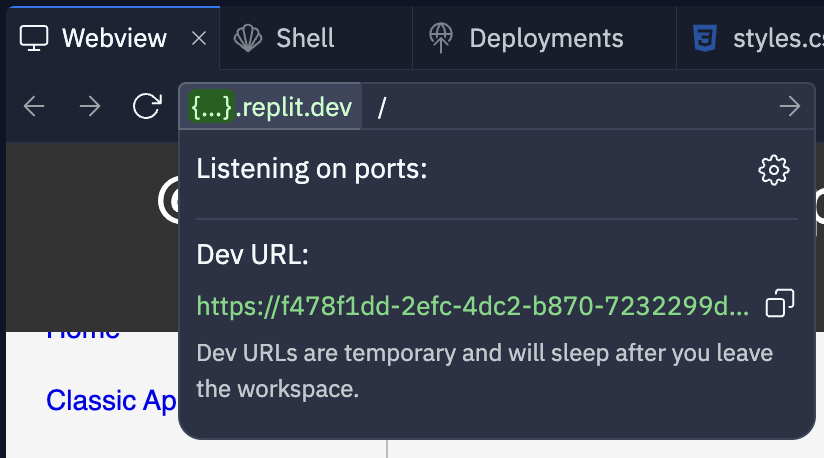 Webview
Shell
Deployments
styles.cs
{...}.replit.dev /
Listening on ports:
Dev URL:
https://f478f1dd-2efc-4dc2-b870-7232299d...
Dev URLs are temporary and will sleep after you leave
the workspace.
Home
Classic Ap